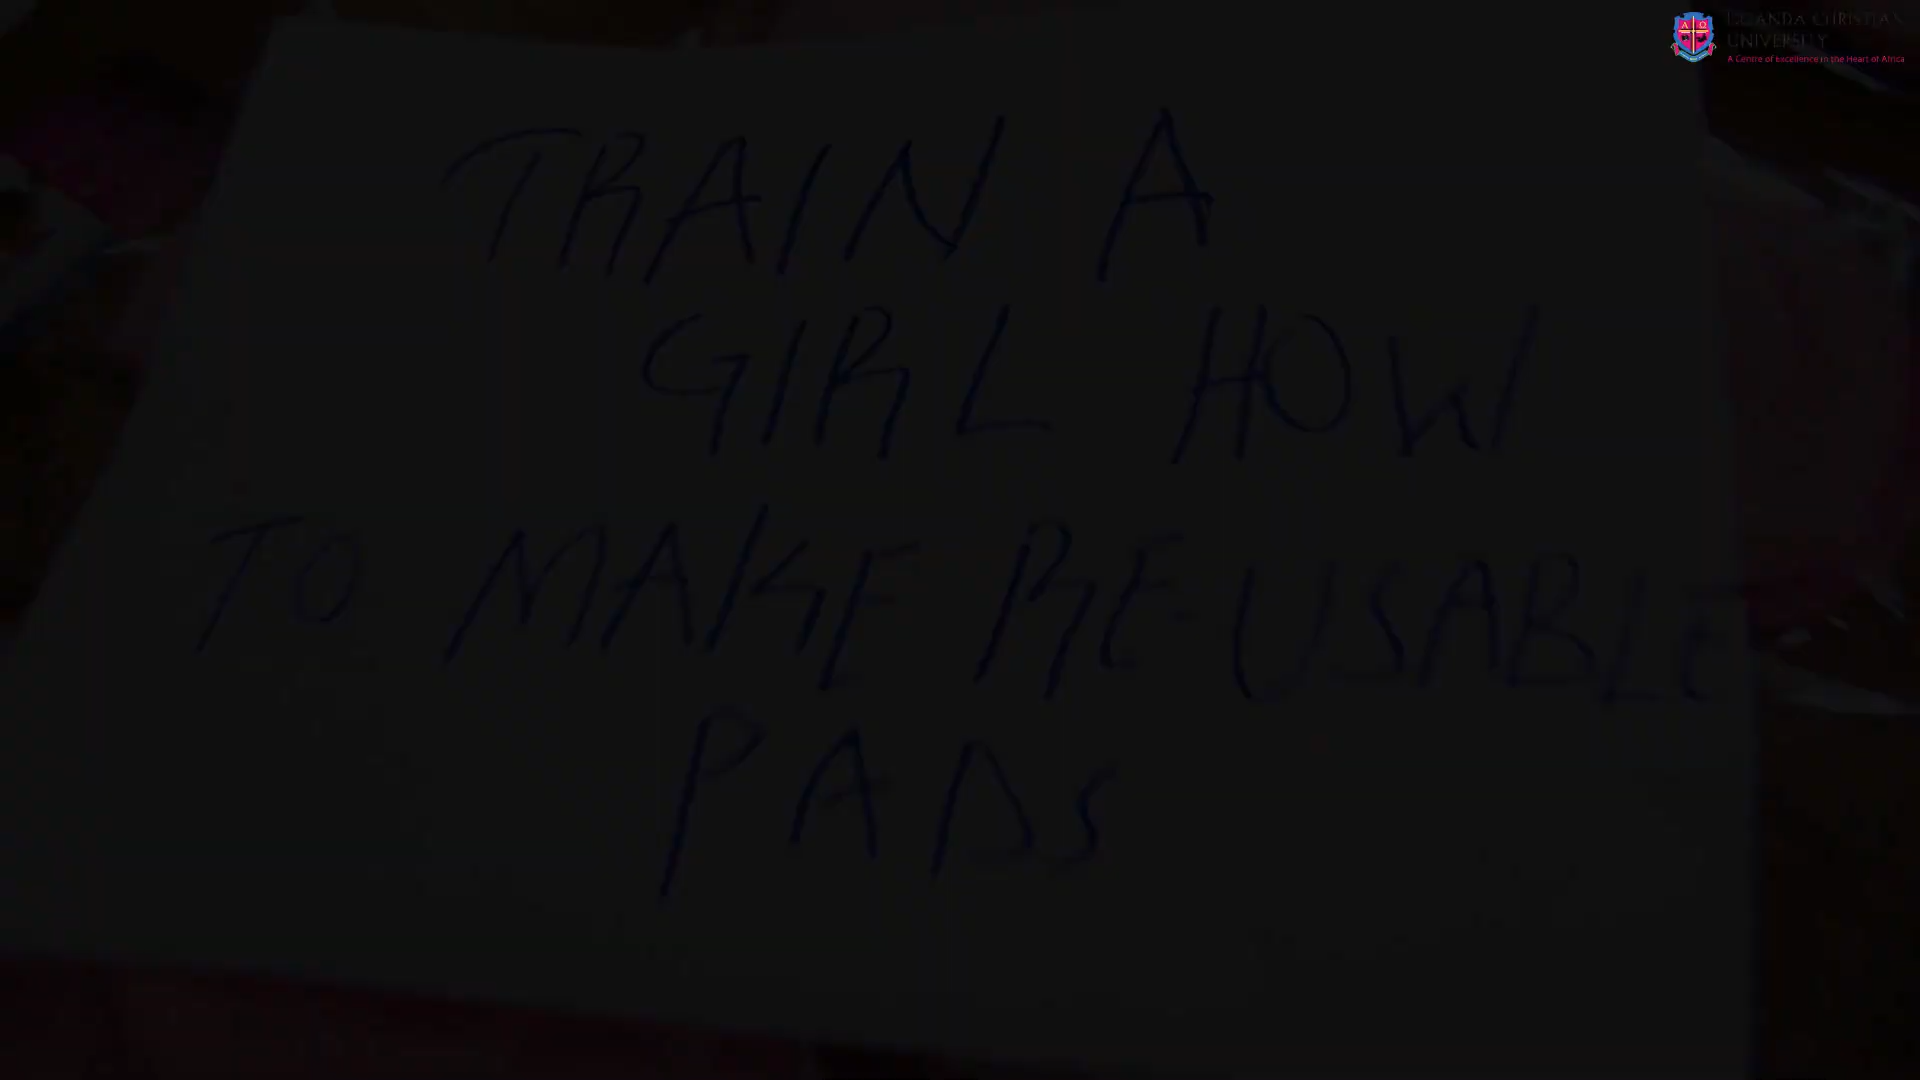 UGANDA CHRISTIAN
UNIVERSITY
A Centre of Excellence in the Heart of Africa
TRAIN A
GIRL HOW
TO MAKE RE-USABLE
PADS